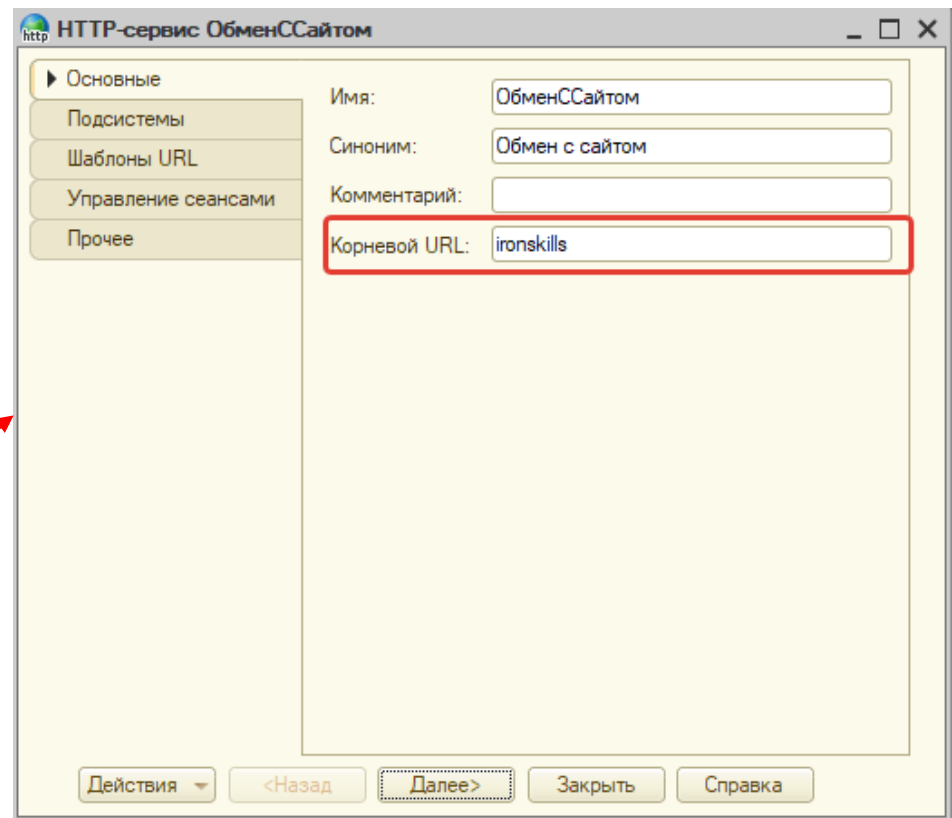 http HTTP-сервис ОбменССайтом
Основные
Подсистемы
Шаблоны URL
Управление сеансами
Прочее
Имя: ОбменССайтом
Синоним: Обмен с сайтом
Комментарий:
Корневой URL: ironskills
Действия <Назад Далее> Закрыть Справка